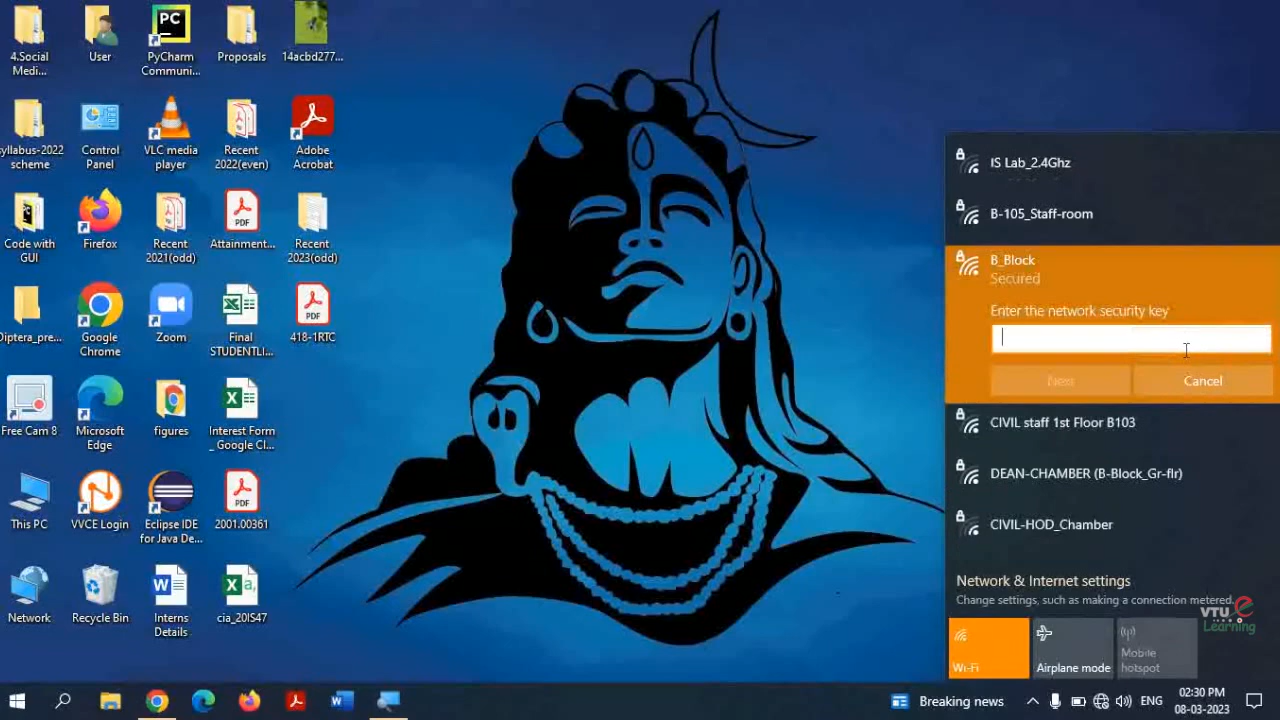 4.Social
Medi...
User
PyCharm
Communi...
Proposals
14acbd277...
syllabus-2022
scheme
Control
Panel
VLC media
player
Recent
2022(even)
Adobe
Acrobat
Code with
GUI
Firefox
Recent
2021(odd)
Attainment...
Recent
2023(odd)
Diptera_pre...
Google
Chrome
Zoom
Final
STUDENTLI...
418-1RTC
Free Cam 8
Microsoft
Edge
figures
Interest Form
_ Google Cl...
This PC
VVCE Login
Eclipse IDE
for Java De...
2001.00361
Network
Recycle Bin
Interns
Details
cia_20IS47
IS Lab_2.4Ghz
B-105_Staff-room
B_Block
Secured
Enter the network security key
Next
Cancel
CIVIL staff 1st Floor B103
DEAN-CHAMBER (B-Block_Gr-flr)
CIVIL-HOD_Chamber
Network & Internet settings
Change settings, such as making a connection metered.
VTU e
Learning
Wi-Fi
Airplane mode
Mobile
hotspot
Breaking news
ENG
02:30 PM
08-03-2023